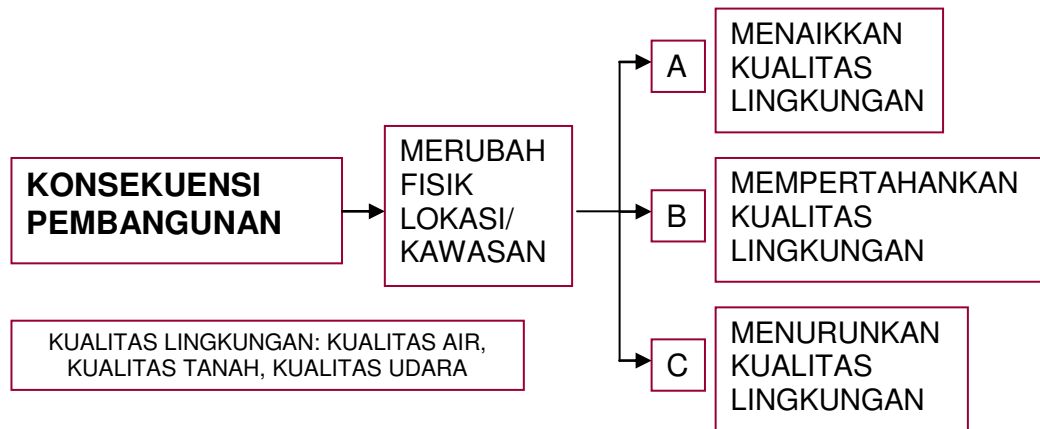 KONSEKUENSI
PEMBANGUNAN
MERUBAH
FISIK
LOKASI/
KAWASAN
A
MENAIKKAN
KUALITAS
LINGKUNGAN
B
MEMPERTAHANKAN
KUALITAS
LINGKUNGAN
C
MENURUNKAN
KUALITAS
LINGKUNGAN
KUALITAS LINGKUNGAN: KUALITAS AIR,
KUALITAS TANAH, KUALITAS UDARA